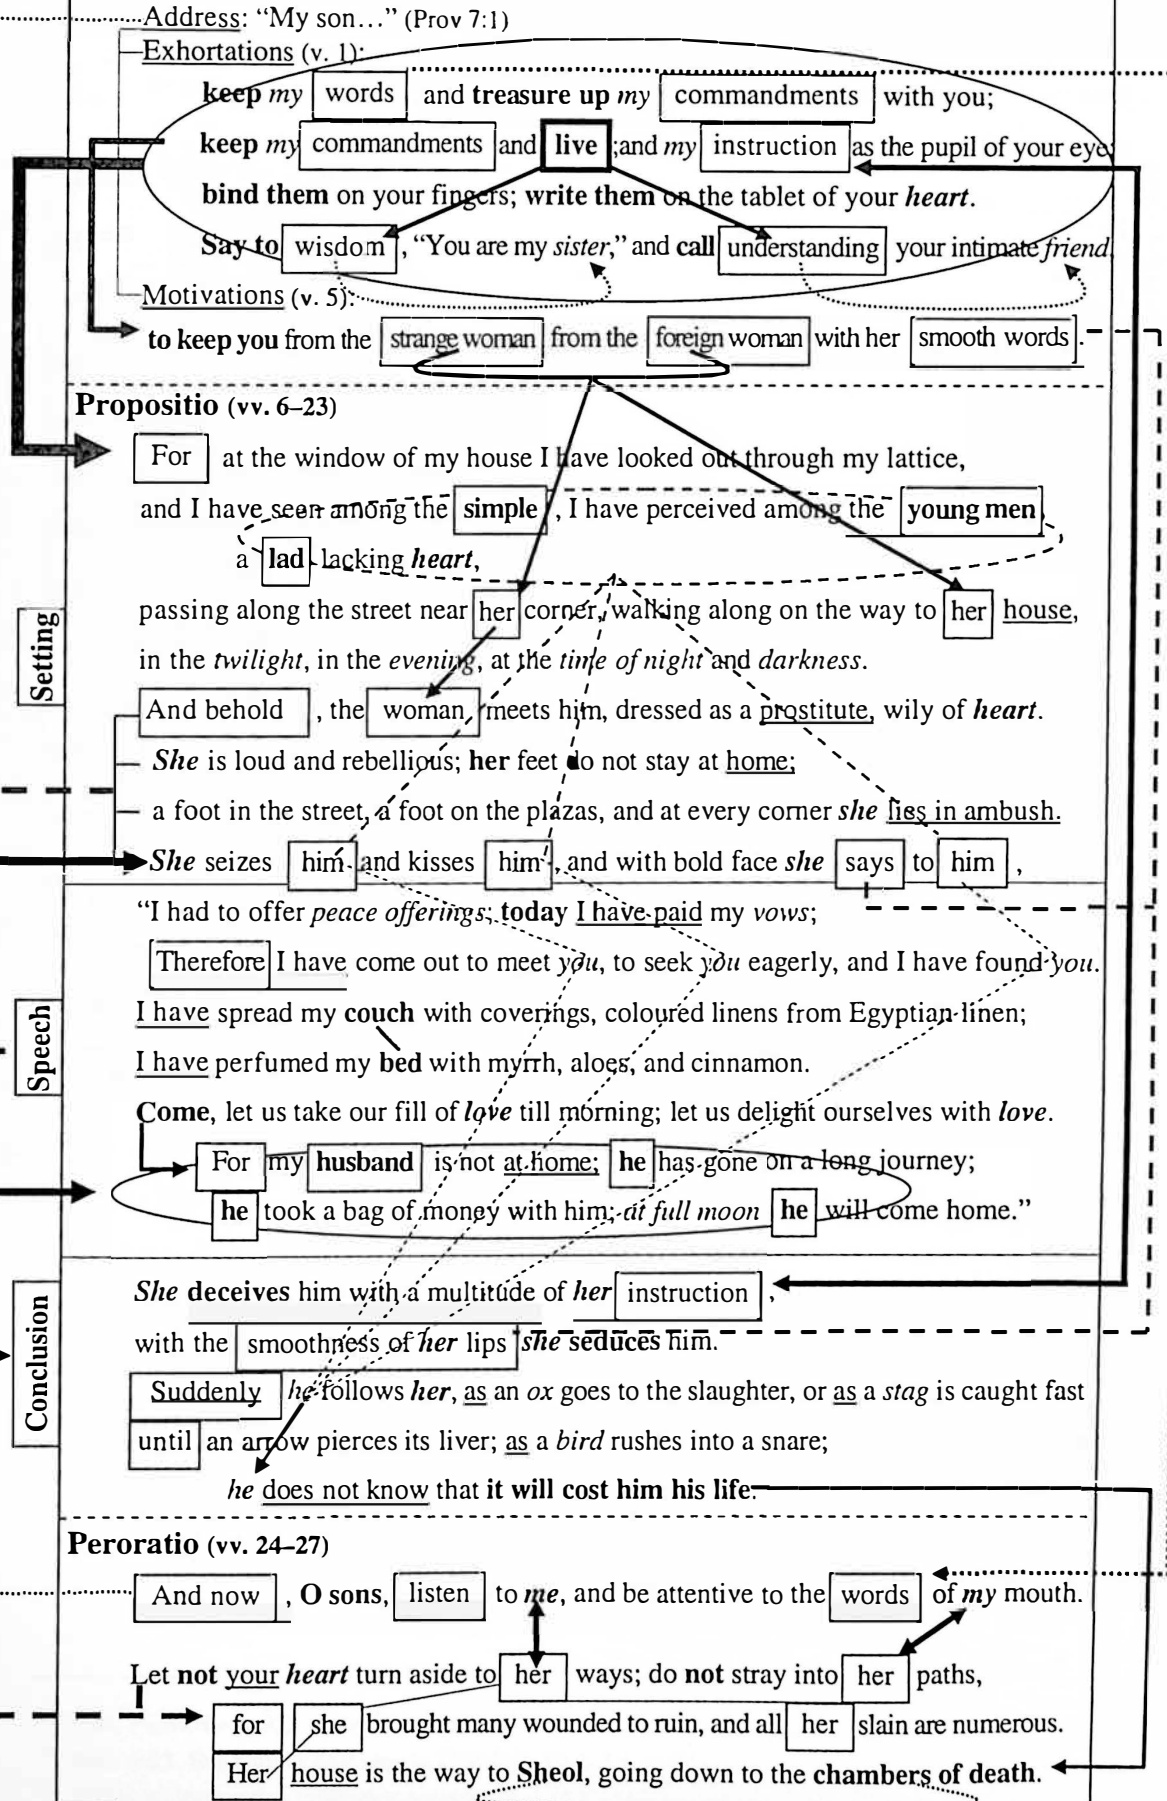 Address: “My son…” (Prov 7:1)
Exhortations (v. 1):
keep my words and treasure up my commandments with you;
keep my commandments and live ; and my instruction as the pupil of your eye;
bind them on your fingers; write them on the tablet of your heart.
Say to wisdom , “You are my sister,” and call understanding your intimate friend,
Motivations (v. 5):
to keep you from the strange woman from the foreign woman with her smooth words .
Propositio (vv. 6–23)
For at the window of my house I have looked out through my lattice,
and I have seen among the simple , I have perceived among the young men
a lad lacking heart,
Setting
passing along the street near her corner, walking along on the way to her house,
in the twilight, in the evening, at the time of night and darkness.
And behold , the woman meets him, dressed as a prostitute, wily of heart.
She is loud and rebellious; her feet do not stay at home;
a foot in the street, a foot on the plazas, and at every corner she lies in ambush.
She seizes him and kisses him , and with bold face she says to him ,
“I had to offer peace offerings; today I have paid my vows;
Therefore I have come out to meet you, to seek you eagerly, and I have found you.
Speech
I have spread my couch with coverings, coloured linens from Egyptian linen;
I have perfumed my bed with myrrh, aloes, and cinnamon.
Come, let us take our fill of love till morning; let us delight ourselves with love.
For my husband is not at home; he has gone on a long journey;
he took a bag of money with him; at full moon he will come home.”
Conclusion
She deceives him with a multitude of her instruction ,
with the smoothness of her lips she seduces him.
Suddenly he follows her, as an ox goes to the slaughter, or as a stag is caught fast
until an arrow pierces its liver; as a bird rushes into a snare;
he does not know that it will cost him his life.
Peroratio (vv. 24–27)
And now , O sons, listen to me, and be attentive to the words of my mouth.
Let not your heart turn aside to her ways; do not stray into her paths,
for she brought many wounded to ruin, and all her slain are numerous.
Her house is the way to Sheol, going down to the chambers of death.